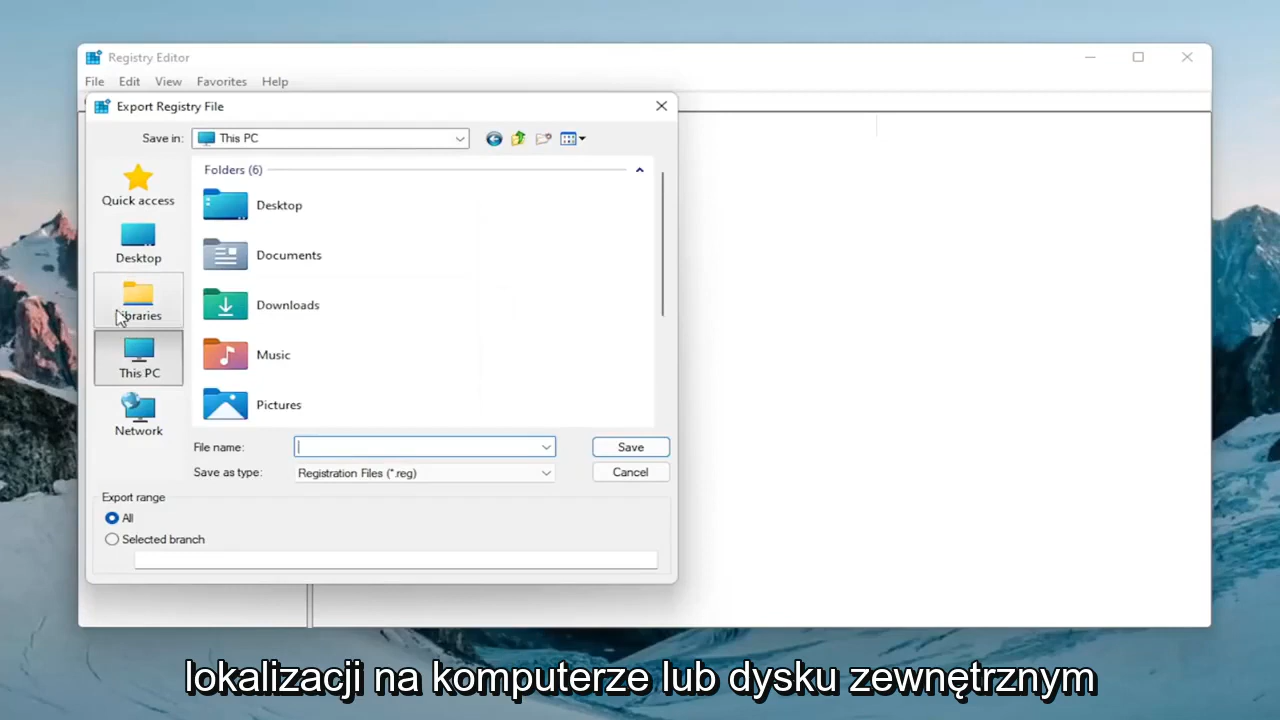 Registry Editor
File Edit View Favorites Help
Export Registry File
Save in: This PC
Quick access
Desktop
Libraries
This PC
Network
Folders (6)
Desktop
Documents
Downloads
Music
Pictures
File name: Save
Save as type: Registration Files (*.reg) Cancel
Export range
All
Selected branch
lokalizacji na komputerze lub dysku zewnętrznym